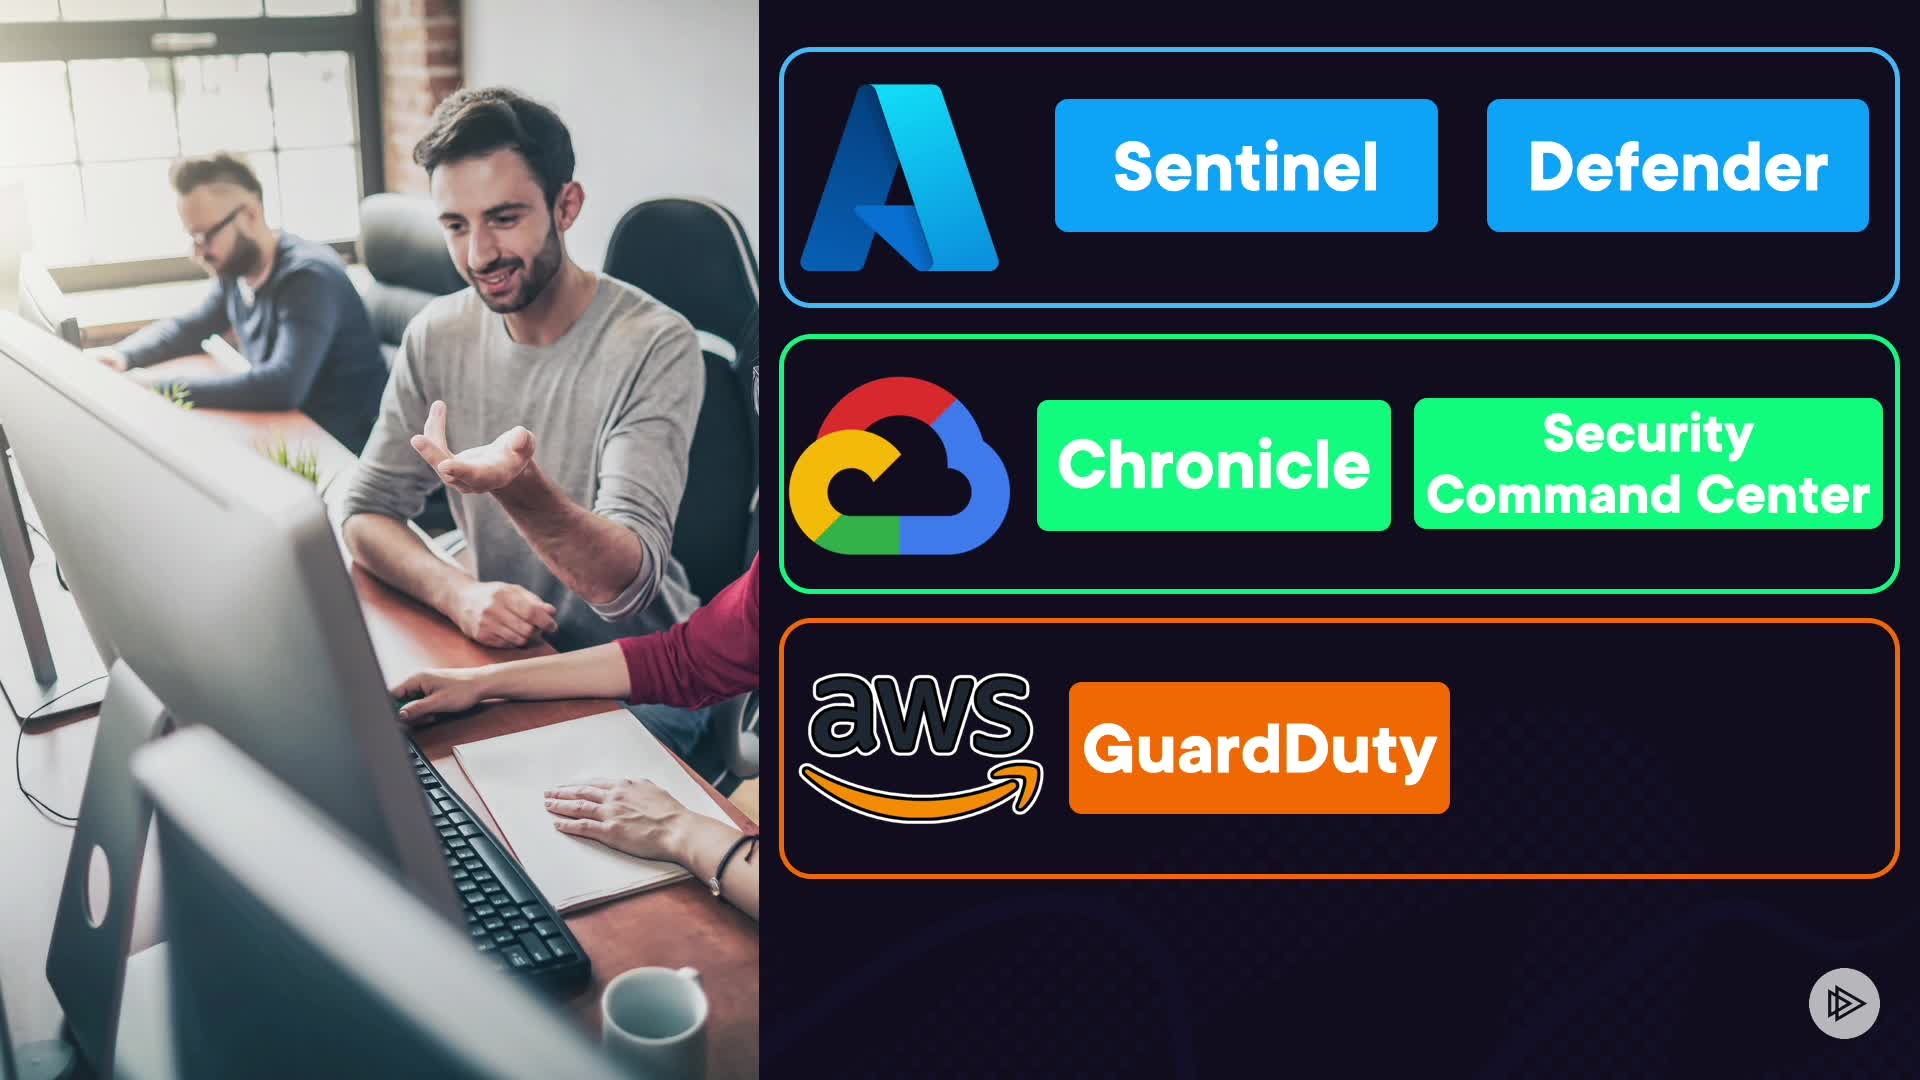 Sentinel
Defender
Chronicle
Security
Command Center
aws
GuardDuty